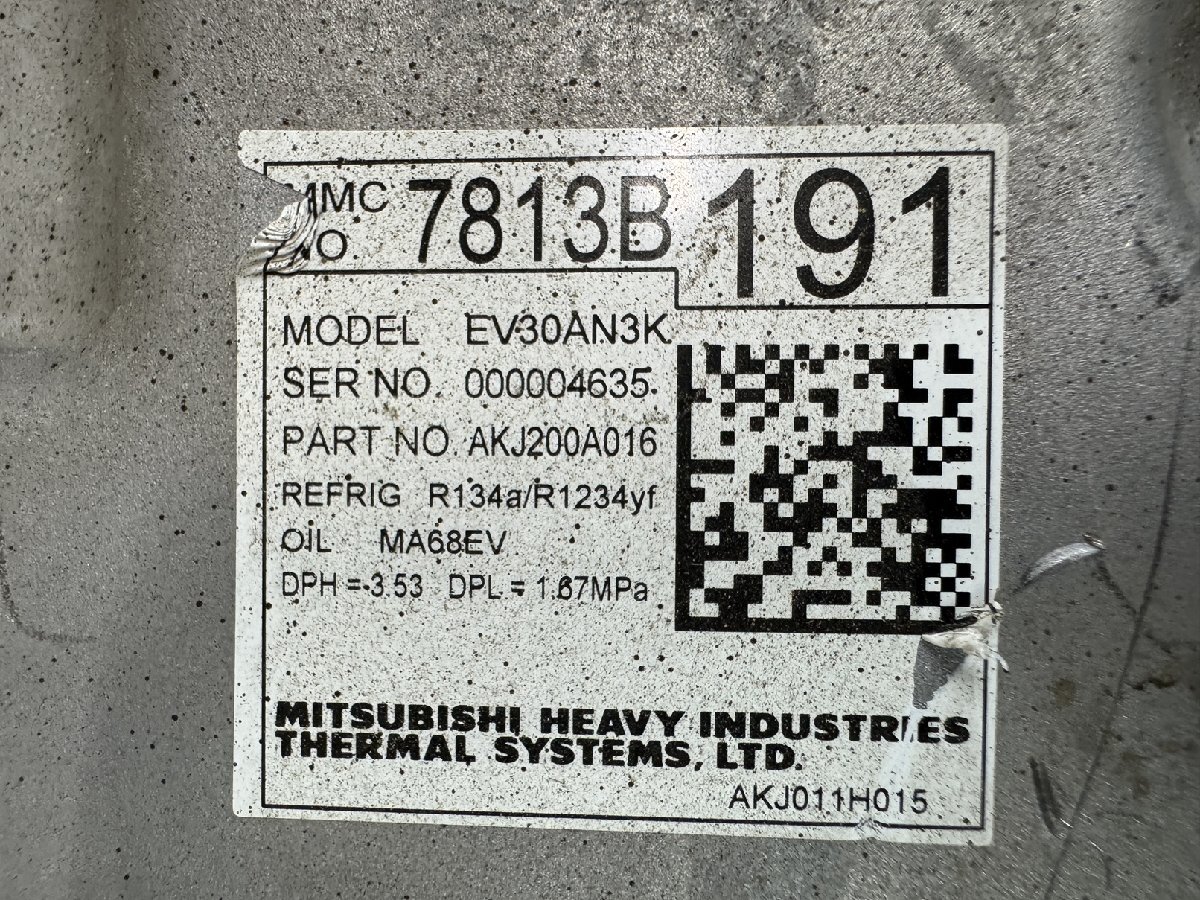 MMC NO. 7813B 191
MODEL EV30AN3K
SER NO. 000004635
PART NO. AKJ200A016
REFRIG R134a/R1234yf
OIL MA68EV
DPH = 3.53 DPL = 1.67MPa
MITSUBISHI HEAVY INDUSTRIES
THERMAL SYSTEMS, LTD.
AKJ011H015